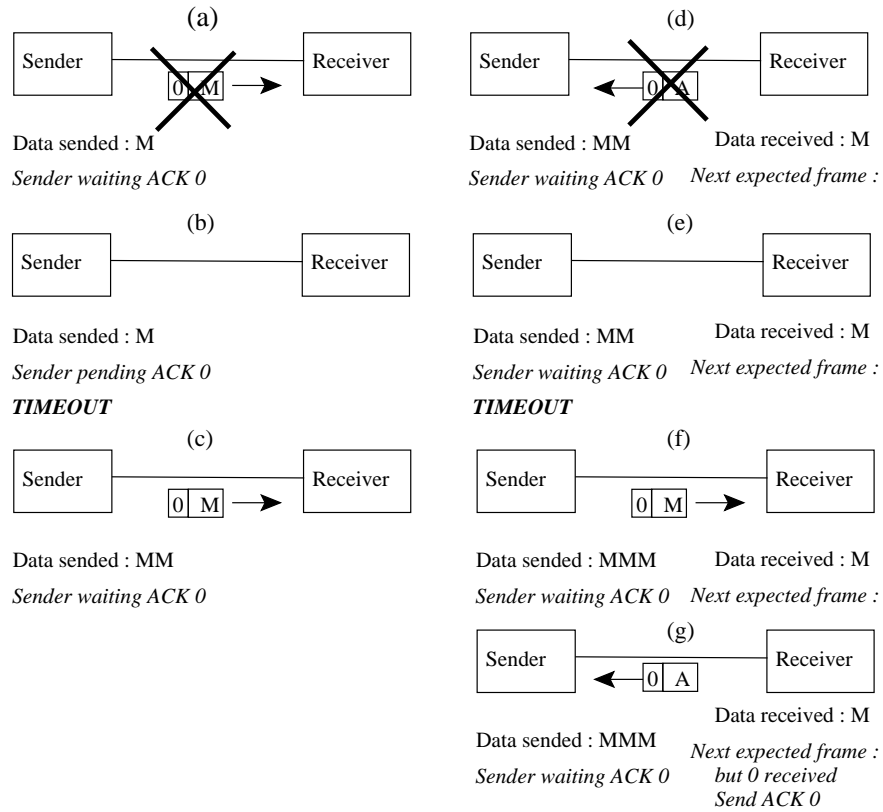 (a)
Sender
Receiver
0 M
Data sended : M
Sender waiting ACK 0
(b)
Sender
Receiver
Data sended : M
Sender pending ACK 0
TIMEOUT
(c)
Sender
Receiver
0 M
Data sended : MM
Sender waiting ACK 0
(d)
Sender
Receiver
0 A
Data sended : MM
Data received : M
Sender waiting ACK 0
Next expected frame :
(e)
Sender
Receiver
Data sended : MM
Data received : M
Sender waiting ACK 0
Next expected frame :
TIMEOUT
(f)
Sender
Receiver
0 M
Data sended : MMM
Data received : M
Sender waiting ACK 0
Next expected frame :
(g)
Sender
Receiver
0 A
Data sended : MMM
Sender waiting ACK 0
Data received : M
Next expected frame :
but 0 received
Send ACK 0